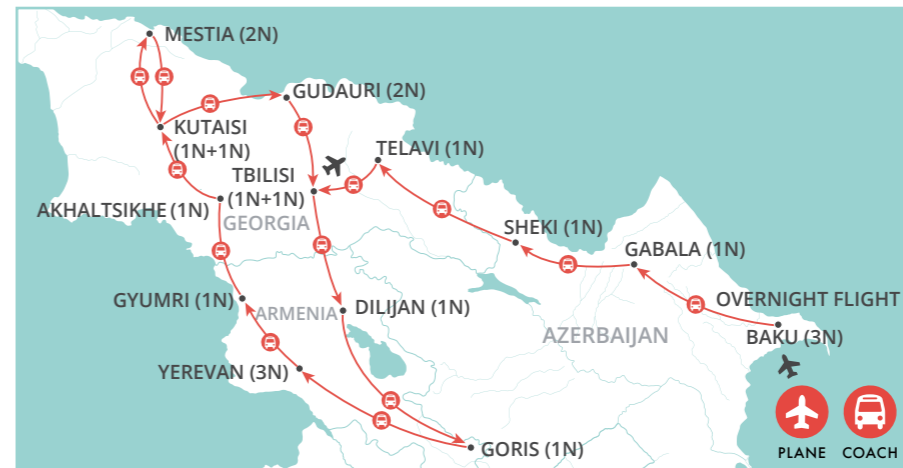 MESTIA (2N)
GUDAURI (2N)
KUTAISI
(1N+1N)
TELAVI (1N)
TBILISI
(1N+1N)
AKHALTSIKHE (1N)
GEORGIA
SHEKI (1N)
GABALA (1N)
GYUMRI (1N)
ARMENIA
DILIJAN (1N)
OVERNIGHT FLIGHT
BAKU (3N)
AZERBAIJAN
YEREVAN (3N)
GORIS (1N)
PLANE
COACH